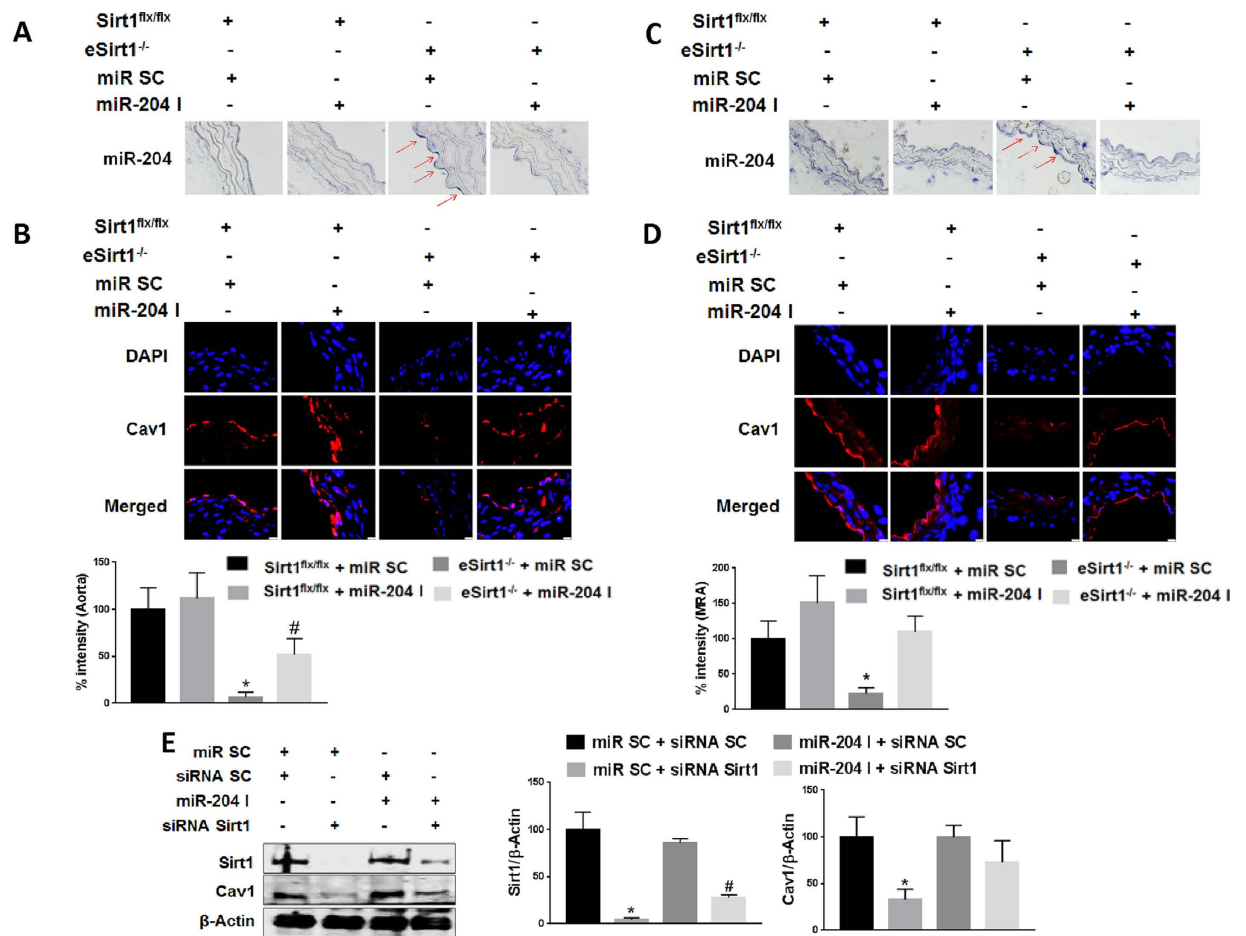 A
Sirt1flx/flx + + - -
eSirt1-/- - - + +
miR SC + - + -
miR-204 I - + - +
miR-204
B
Sirt1flx/flx + + - -
eSirt1-/- - - + +
miR SC + - + -
miR-204 I - + - +
DAPI
Cav1
Merged
% intensity (Aorta)
150
100
50
0
Sirt1flx/flx + miR SC
Sirt1flx/flx + miR-204 I
eSirt1-/- + miR SC
eSirt1-/- + miR-204 I
*
#
C
Sirt1flx/flx + + - -
eSirt1-/- - - + +
miR SC + - + -
miR-204 I - + - +
miR-204
D
Sirt1flx/flx + + - -
eSirt1-/- - - + +
miR SC + - + -
miR-204 I - + - +
DAPI
Cav1
Merged
% intensity (MRA)
200
150
100
50
0
Sirt1flx/flx + miR SC
Sirt1flx/flx + miR-204 I
eSirt1-/- + miR SC
eSirt1-/- + miR-204 I
*
E
miR SC + + - -
siRNA SC + - + -
miR-204 I - - + +
siRNA Sirt1 - + - +
Sirt1
Cav1
β-Actin
miR SC + siRNA SC
miR SC + siRNA Sirt1
miR-204 I + siRNA SC
miR-204 I + siRNA Sirt1
Sirt1/β-Actin
150
100
50
0
*
#
Cav1/β-Actin
150
100
50
0
*